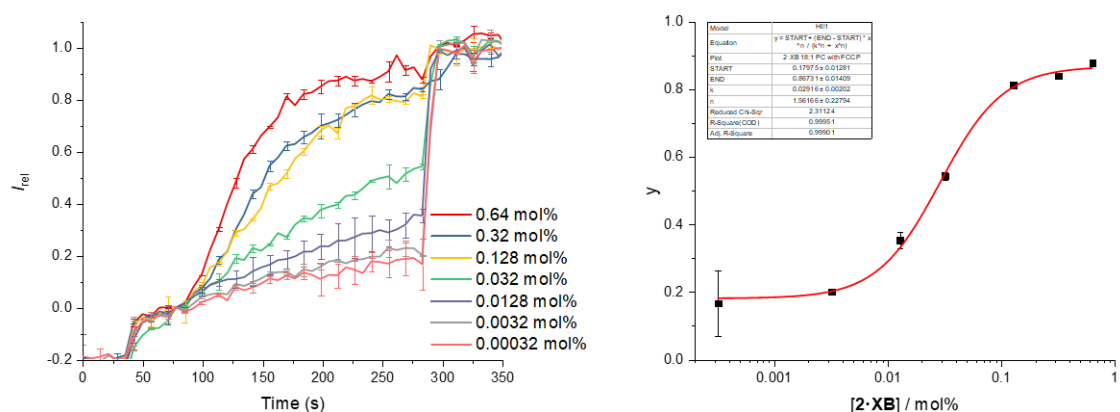 1.0
0.8
0.6
0.4
0.2
0.0
-0.2
I_rel
0 50 100 150 200 250 300 350
Time (s)
0.64 mol%
0.32 mol%
0.128 mol%
0.032 mol%
0.0128 mol%
0.0032 mol%
0.00032 mol%
1.0
0.8
0.6
0.4
0.2
0.0
y
0.001 0.01 0.1 1
[2·XB] / mol%
Model Hill1
Equation y = START + (END - START) * x
^n / (k^n + x^n)
Plot 2·XB 18:1 PC with FCCP
START 0.17975 ± 0.01281
END 0.86731 ± 0.01409
k 0.02916 ± 0.00202
n 1.56166 ± 0.22794
Reduced Chi-Sqr 2.31124
R-Square(COD) 0.99951
Adj. R-Square 0.99901